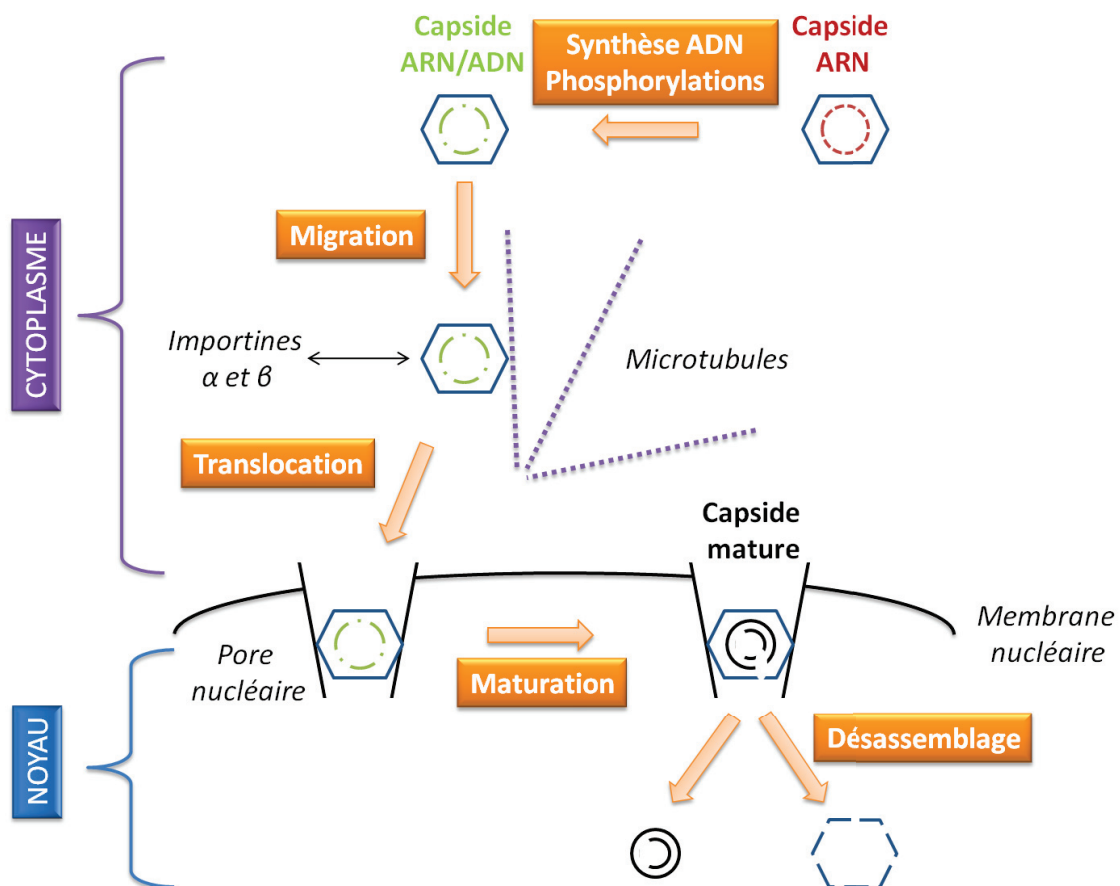 Capside
ARN/ADN
Synthèse ADN
Phosphorylations
Capside
ARN
CYTOPLASME
Migration
Importines
α et β
Microtubules
Translocation
Capside
mature
Pore
nucléaire
Membrane
nucléaire
Maturation
NOYAU
Désassemblage